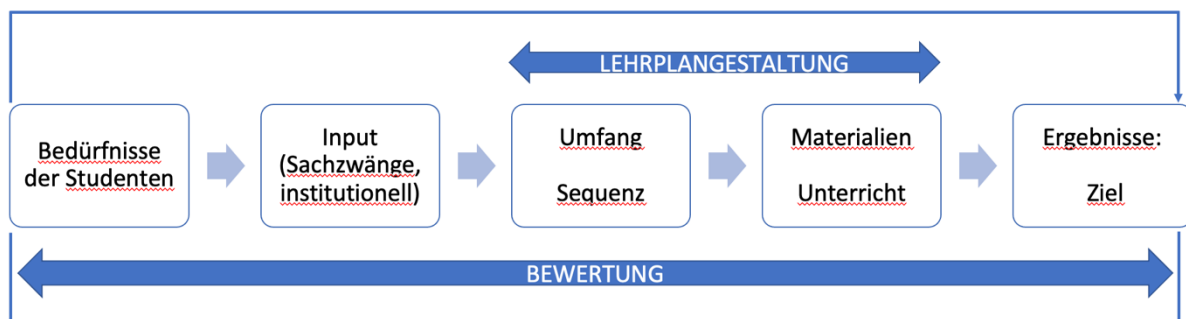 LEHRPLANGESTALTUNG
Bedürfnisse
der Studenten
Input
(Sachzwänge,
institutionell)
Umfang
Sequenz
Materialien
Unterricht
Ergebnisse:
Ziel
BEWERTUNG